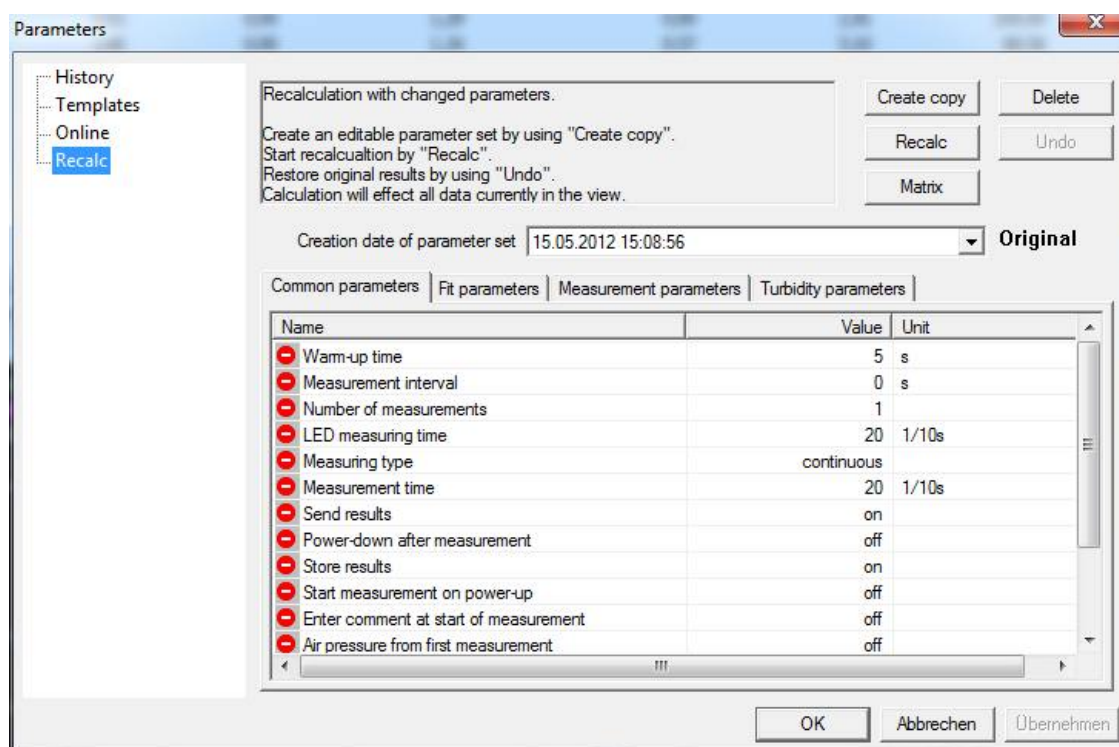 Parameters
History
Templates
Online
Recalc
Recalculation with changed parameters.
Create an editable parameter set by using "Create copy".
Start recalcualtion by "Recalc".
Restore original results by using "Undo".
Calculation will effect all data currently in the view.
Create copy
Delete
Recalc
Undo
Matrix
Creation date of parameter set 15.05.2012 15:08:56 Original
Common parameters Fit parameters Measurement parameters Turbidity parameters
Name Value Unit
Warm-up time 5 s
Measurement interval 0 s
Number of measurements 1
LED measuring time 20 1/10s
Measuring type continuous
Measurement time 20 1/10s
Send results on
Power-down after measurement off
Store results on
Start measurement on power-up off
Enter comment at start of measurement off
Air pressure from first measurement off
OK Abbrechen Übernehmen